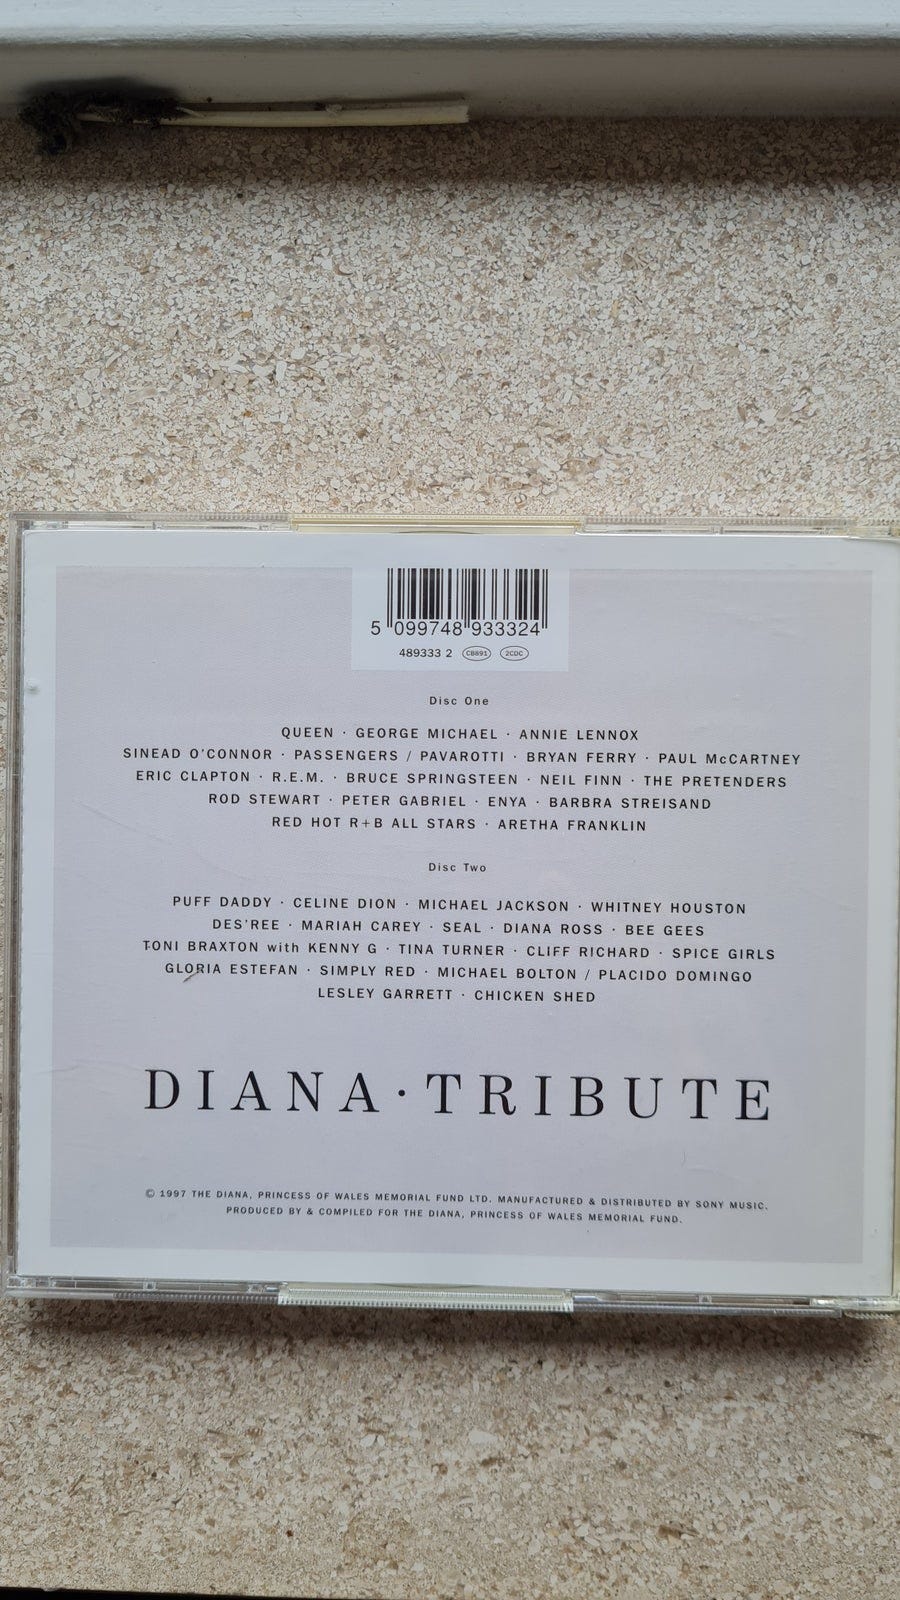 5 099748 933324
489333 2 CB891 2CDC
Disc One
QUEEN · GEORGE MICHAEL · ANNIE LENNOX
SINEAD O'CONNOR · PASSENGERS / PAVAROTTI · BRYAN FERRY · PAUL McCARTNEY
ERIC CLAPTON · R.E.M. · BRUCE SPRINGSTEEN · NEIL FINN · THE PRETENDERS
ROD STEWART · PETER GABRIEL · ENYA · BARBRA STREISAND
RED HOT R+B ALL STARS · ARETHA FRANKLIN
Disc Two
PUFF DADDY · CELINE DION · MICHAEL JACKSON · WHITNEY HOUSTON
DES'REE · MARIAH CAREY · SEAL · DIANA ROSS · BEE GEES
TONI BRAXTON with KENNY G · TINA TURNER · CLIFF RICHARD · SPICE GIRLS
GLORIA ESTEFAN · SIMPLY RED · MICHAEL BOLTON / PLACIDO DOMINGO
LESLEY GARRETT · CHICKEN SHED
DIANA · TRIBUTE
© 1997 THE DIANA, PRINCESS OF WALES MEMORIAL FUND LTD. MANUFACTURED & DISTRIBUTED BY SONY MUSIC.
PRODUCED BY & COMPILED FOR THE DIANA, PRINCESS OF WALES MEMORIAL FUND.